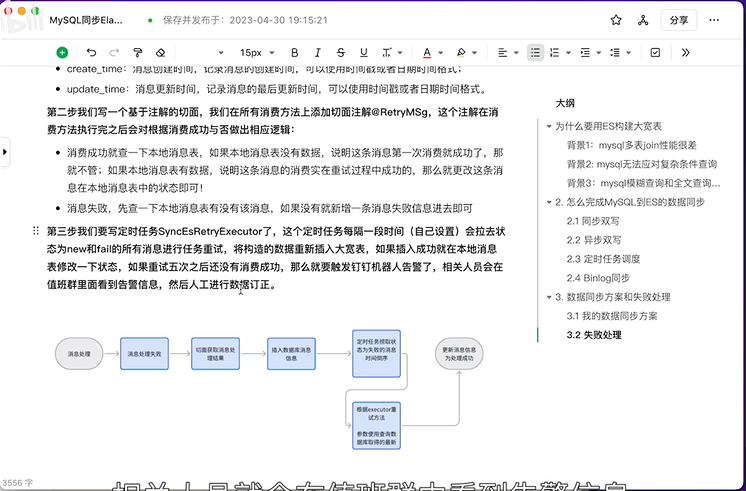 MySQL同步Ela...
保存并发布于：2023-04-30 19:15:21
分享
15px
B I S U T
A
create_time：消息创建时间，记录消息的创建时间，可以使用时间戳或者日期时间格式；
update_time：消息更新时间，记录消息的最后更新时间，可以使用时间戳或者日期时间格式。
第二步我们写一个基于注解的切面，我们在所有消费方法上添加切面注解@RetryMSg，这个注解在消
费方法执行完之后会对根据消费成功与否做出相应逻辑：
消费成功就查一下本地消息表，如果本地消息表没有数据，说明这条消息第一次消费就成功了，那
就不管；如果本地消息表有数据，说明这条消息的消费实在重试过程中成功的，那么就更改这条消
息在本地消息表中的状态即可！
消息失败，先查一下本地消息表有没有该消息，如果没有就新增一条消息失败信息进去即可
第三步我们要写定时任务SyncEsRetryExecutor了，这个定时任务每隔一段时间（自己设置）会拉去状
态为new和fail的所有消息进行任务重试，将构造的数据重新插入大宽表，如果插入成功就在本地消息
表修改一下状态，如果重试五次之后还没有消费成功，那么就要触发钉钉机器人告警了，相关人员会在
值班群里面看到告警信息，然后人工进行数据订正。
消息处理
消息处理失败
切面获取消息处
理结果
插入数据库消息
信息
定时任务捞取状
态为失败的消息
时间倒序
更新消息信息
为处理成功
根据executor重
试方法
参数使用查询数
据库取得的最新
大纲
为什么要用ES构建大宽表
背景1：mysql多表join性能很差
背景2: mysql无法应对复杂条件查询
背景3：mysql模糊查询和全文查询...
2. 怎么完成MySQL到ES的数据同步
2.1 同步双写
2.2 异步双写
2.3 定时任务调度
2.4 Binlog同步
3. 数据同步方案和失败处理
3.1 我的数据同步方案
3.2 失败处理
3556 字
相关人员就会在值班群中看到告警信息